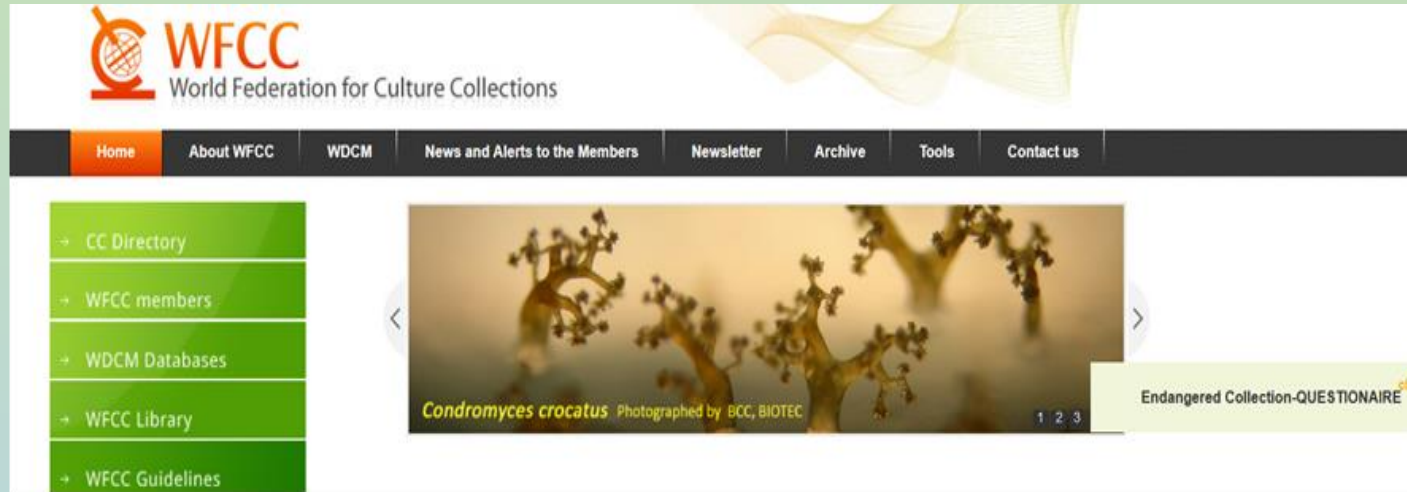 WFCC
World Federation for Culture Collections
Home About WFCC WDCM News and Alerts to the Members Newsletter Archive Tools Contact us
CC Directory
WFCC members
WDCM Databases
WFCC Library
WFCC Guidelines
Condromyces crocatus Photographed by BCC, BIOTEC
1 2 3
Endangered Collection-QUESTIONAIRE